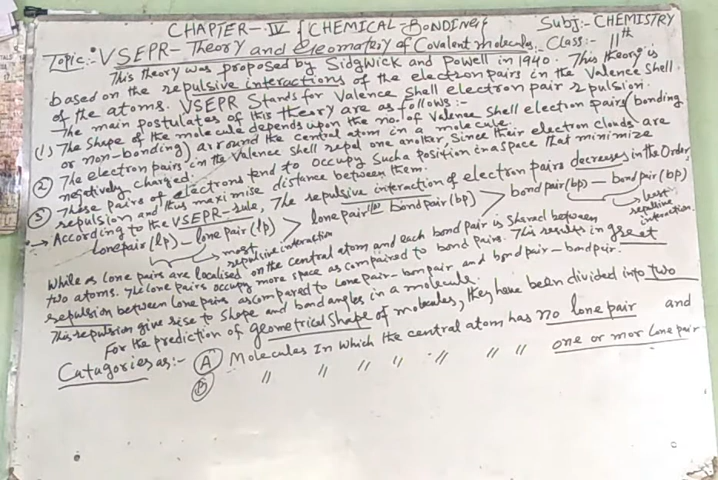 CHAPTER-IV {CHEMICAL-BONDING} Subj:- CHEMISTRY
Topic:- VSEPR- Theory and Geomatery of Covalent molecules. Class:- 11th
This theory was proposed by Sidgwick and Powell in 1940. This theory is
based on the repulsive interactions of the electron pairs in the Valence Shell
of the atoms. VSEPR Stands for Valence Shell electron pair repulsion.
The main postulates of this theory are as follows:-
(1) The Shape of the molecule depends upon the no. of Valence Shell electron pairs (bonding
or non-bonding) around the central atom in a molecule.
(2) The electron pairs in the Valence Shell repel one another, Since their electron clouds are
negatively charged.
(3) These pairs of electrons tend to occupy such a position in a space that minimize
repulsion and thus maximise distance between them.
→ According to the VSEPR-rule, The repulsive interaction of electron pairs decreases in the Order
lonepair (lp) - lone pair (lp) > lone pair(lp) bond pair(bp) > bond pair(bp) - bond pair (bp)
most repulsive interaction
least repulsive interaction.
While as lone pairs are localised on the central atom and each bond pair is Shared between
two atoms. The lone pairs occupy more space as compared to bond pairs. This results in great
repulsion between lone pairs as compared to lone pair-bon pair and bond pair-bondpair.
This repulsion give rise to Shape and bond angles in a molecule.
For the prediction of geometrical Shape of molecules, they have been divided into two
Catagories as:- (A) Molecules In which the central atom has no lone pair and
(B) 〃 〃 〃 〃 〃 〃 〃 one or mor lone pair